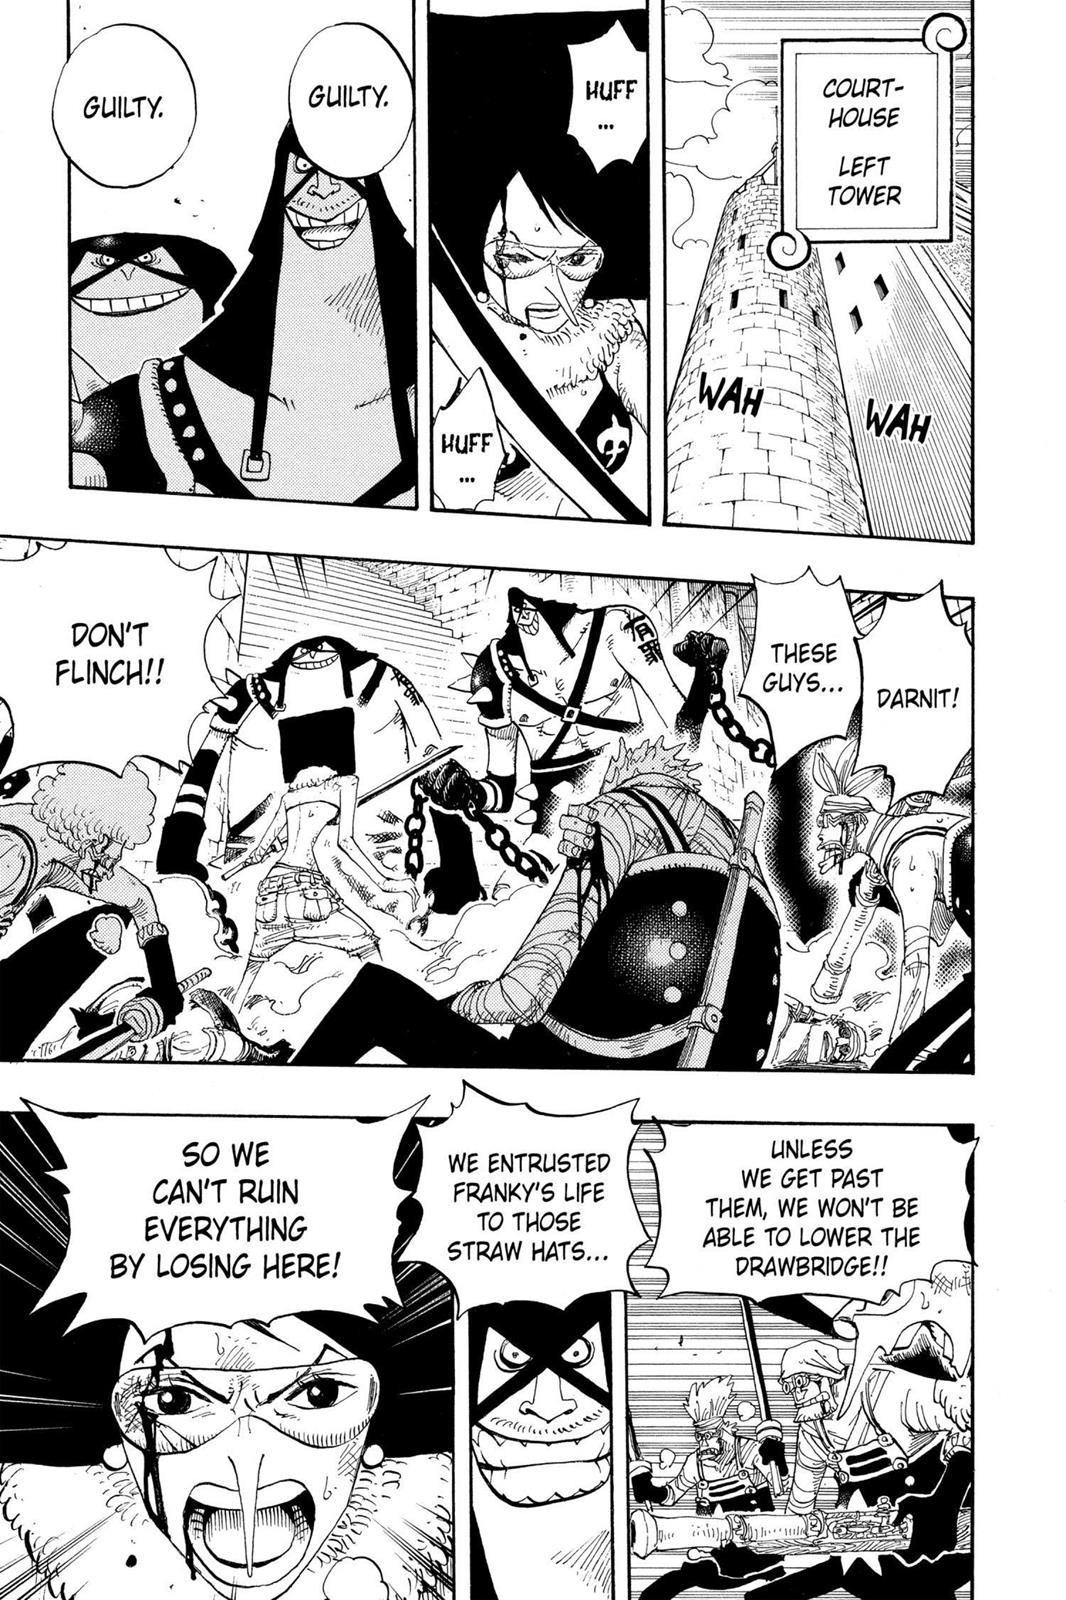 COURT-
HOUSE
LEFT
TOWER
WAH
WAH
HUFF
...
HUFF
...
GUILTY.
GUILTY.
DARNIT!
THESE
GUYS...
有罪
DON'T
FLINCH!!
UNLESS
WE GET PAST
THEM, WE WON'T BE
ABLE TO LOWER THE
DRAWBRIDGE!!
WE ENTRUSTED
FRANKY'S LIFE
TO THOSE
STRAW HATS...
SO WE
CAN'T RUIN
EVERYTHING
BY LOSING HERE!